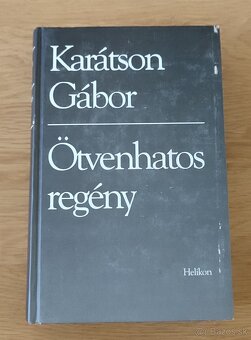 Karátson
Gábor
Ötvenhatos
regény
Helikon